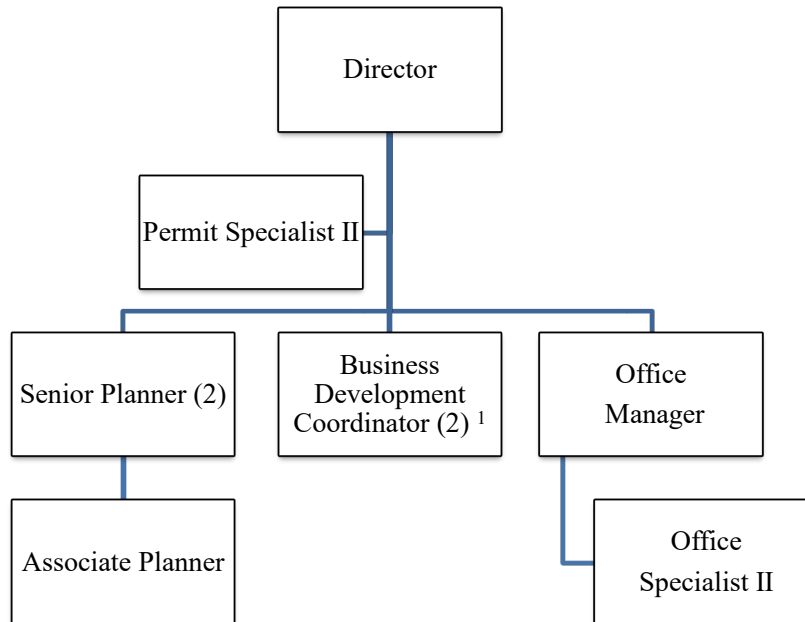 Director
Permit Specialist II
Senior Planner (2)
Business
Development
Coordinator (2) ¹
Office
Manager
Associate Planner
Office
Specialist II